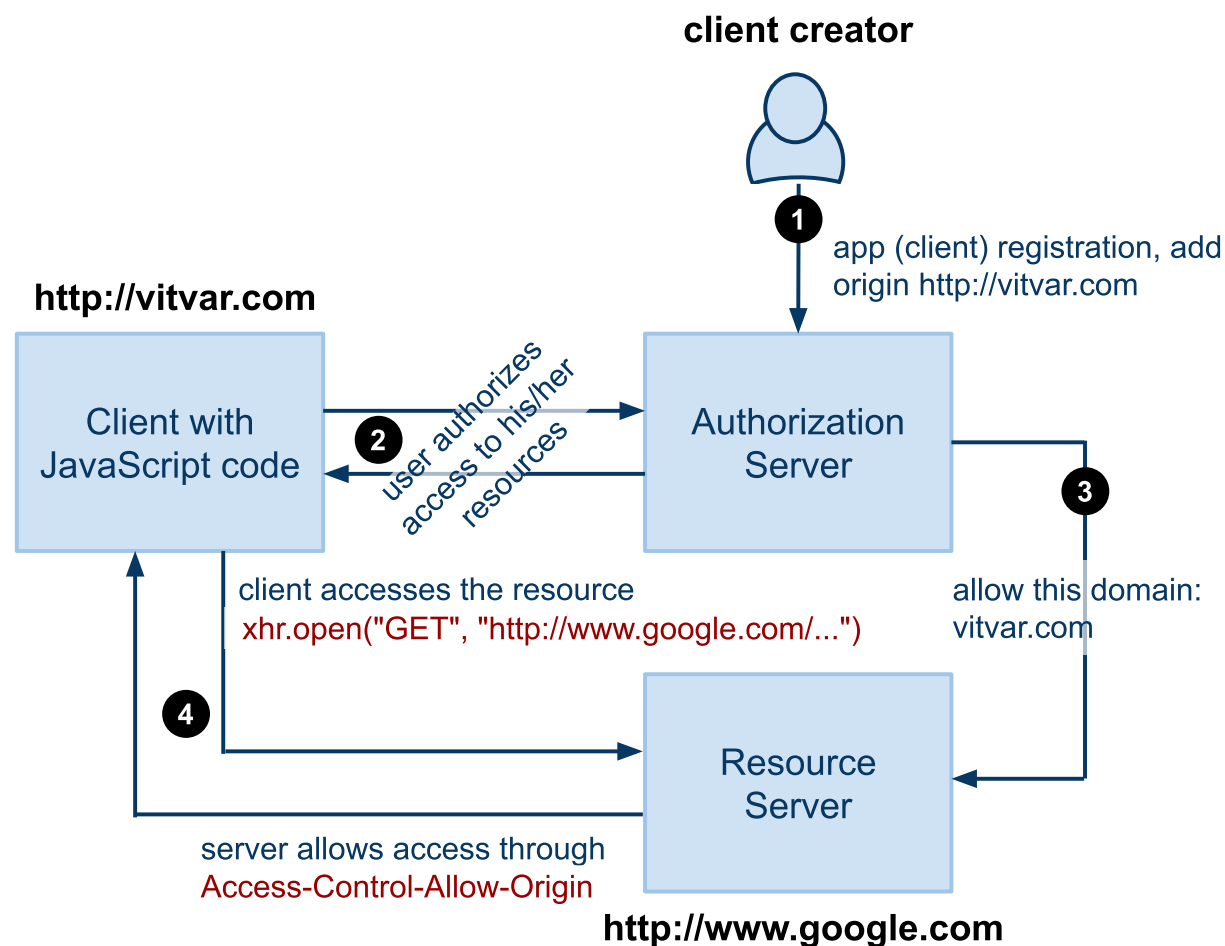 client creator
1
app (client) registration, add
origin http://vitvar.com
http://vitvar.com
Client with
JavaScript code
2
user authorizes
access to his/her
resources
Authorization
Server
3
client accesses the resource
xhr.open("GET", "http://www.google.com/...")
allow this domain:
vitvar.com
4
Resource
Server
server allows access through
Access-Control-Allow-Origin
http://www.google.com